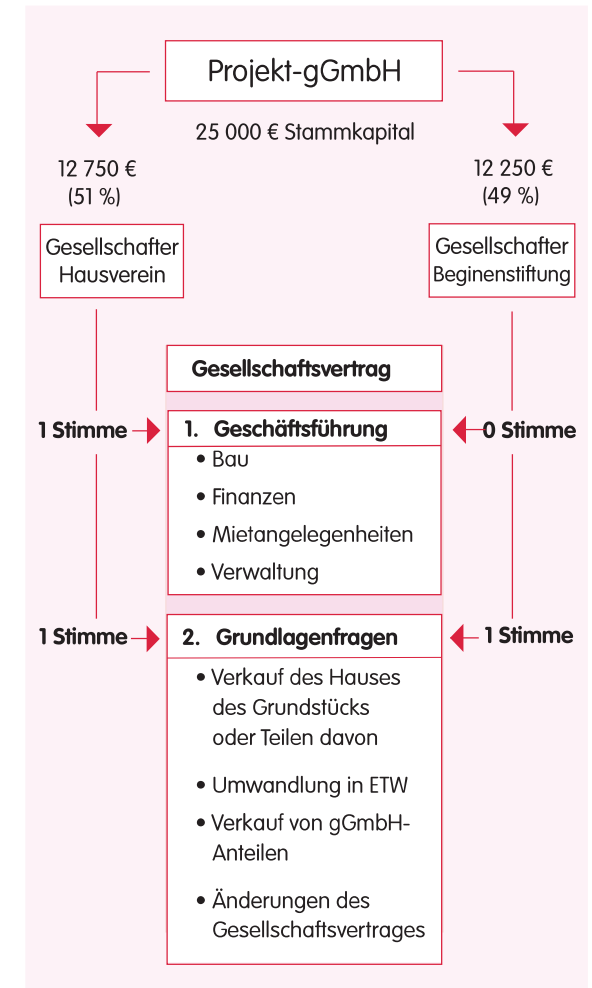 Projekt-gGmbH
25 000 € Stammkapital
12 750 €
(51 %)
12 250 €
(49 %)
Gesellschafter
Hausverein
Gesellschafter
Beginenstiftung
Gesellschaftsvertrag
1 Stimme
1. Geschäftsführung
0 Stimme
• Bau
• Finanzen
• Mietangelegenheiten
• Verwaltung
1 Stimme
2. Grundlagenfragen
1 Stimme
• Verkauf des Hauses
des Grundstücks
oder Teilen davon
• Umwandlung in ETW
• Verkauf von gGmbH-
Anteilen
• Änderungen des
Gesellschaftsvertrages